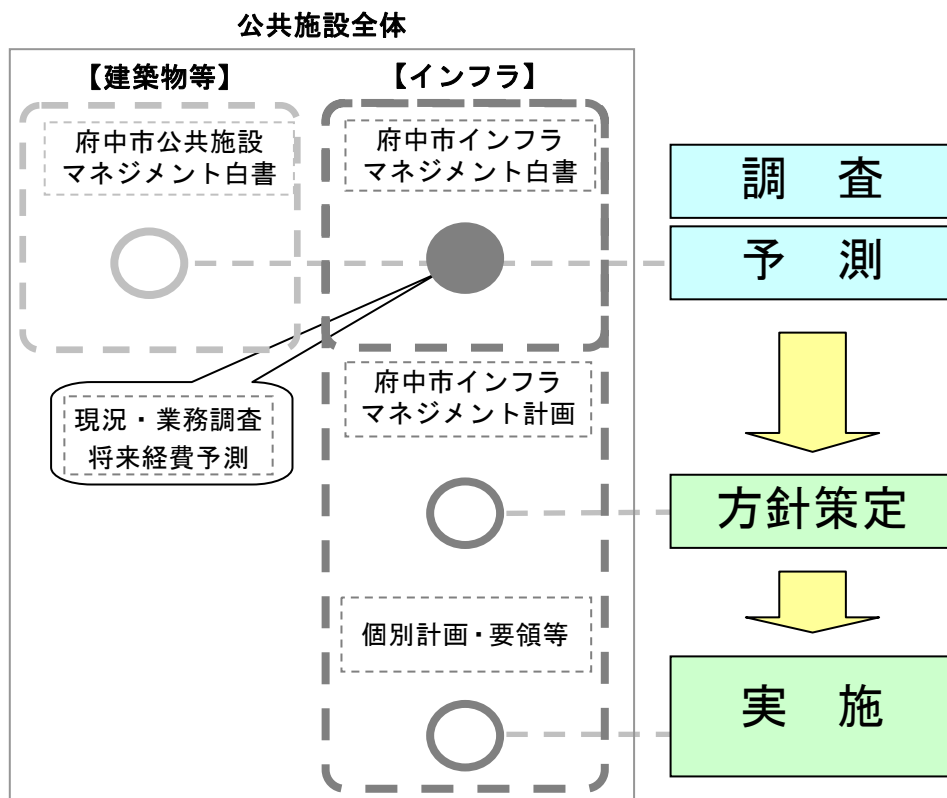 公共施設全体
【建築物等】
【インフラ】
府中市公共施設
マネジメント白書
府中市インフラ
マネジメント白書
調　査
予　測
現況・業務調査
将来経費予測
府中市インフラ
マネジメント計画
方針策定
個別計画・要領等
実　施